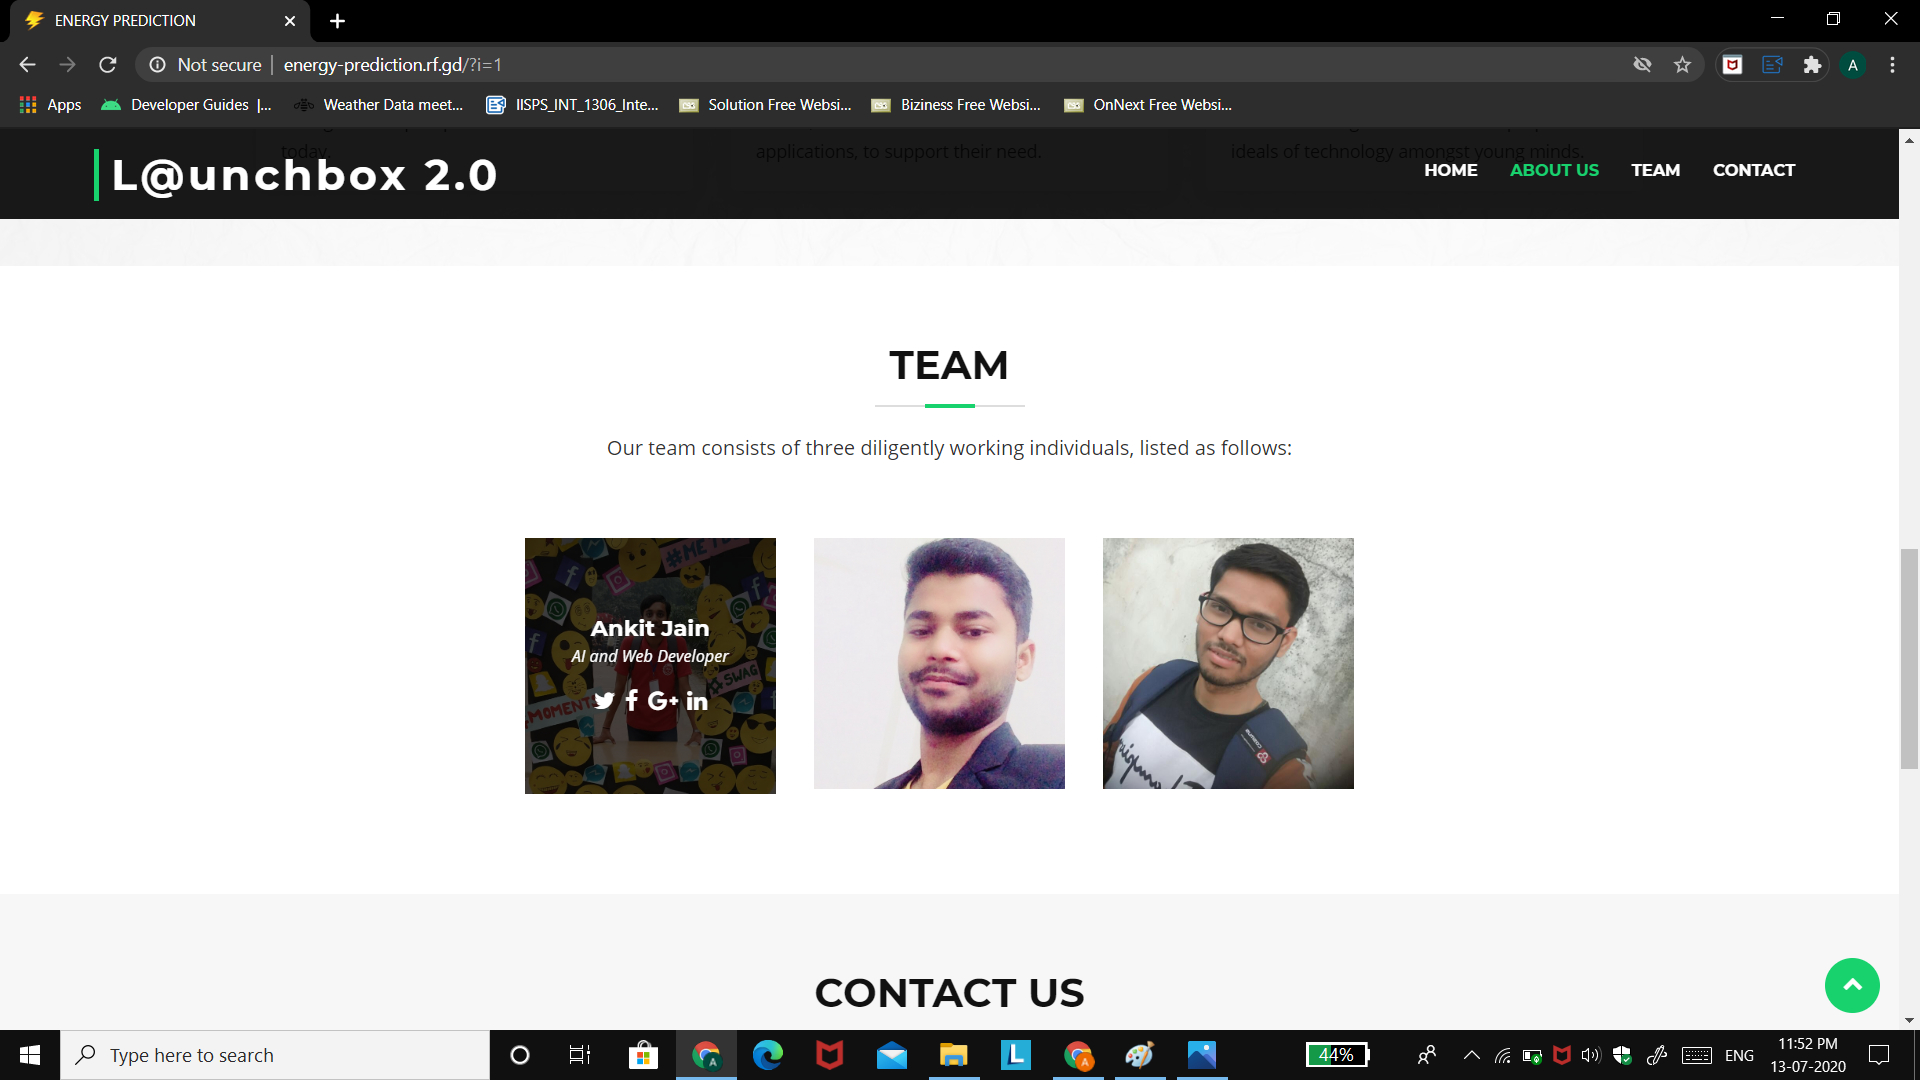 ENERGY PREDICTION
Not secure
energy-prediction.rf.gd/?i=1
A
Apps
Developer Guides |...
Weather Data meet...
IISPS_INT_1306_Inte...
Solution Free Websi...
Biziness Free Websi...
OnNext Free Websi...
today.
applications, to support their need.
ideals of technology amongst young minds.
L@unchbox 2.0
HOME
ABOUT US
TEAM
CONTACT
TEAM
Our team consists of three diligently working individuals, listed as follows:
Ankit Jain
AI and Web Developer
G+ in
SWAG
MOMENT
CONTACT US
Type here to search
44%
ENG
11:52 PM
13-07-2020